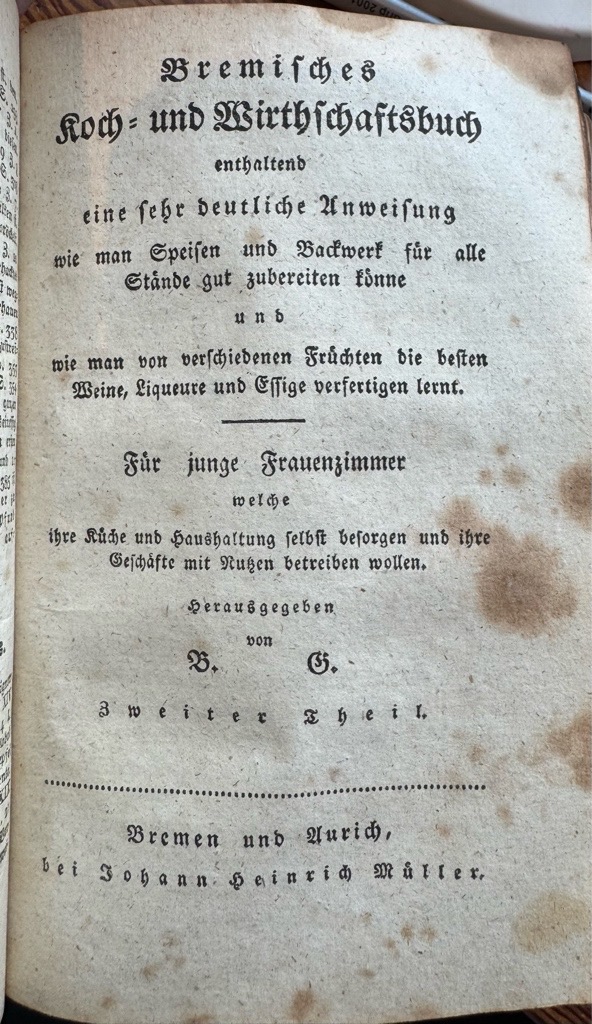 Bremiſches
Koch- und Wirthſchaftsbuch
enthaltend
eine ſehr deutliche Anweiſung
wie man Speiſen und Backwerk für alle
Stände gut zubereiten könne
und
wie man von verſchiedenen Früchten die beſten
Weine, Liqueure und Eſſige verfertigen lernt.
Für junge Frauenzimmer
welche
ihre Küche und Haushaltung ſelbſt beſorgen und ihre
Geſchäfte mit Nutzen betreiben wollen.
Herausgegeben
von
B. G.
Zweiter Theil.
Bremen und Aurich,
bei Johann Heinrich Müller.